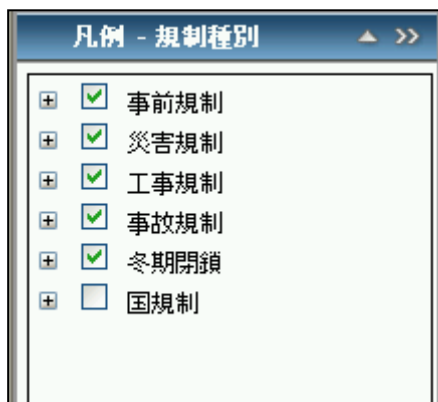 凡例 - 規制種別
事前規制
災害規制
工事規制
事故規制
冬期閉鎖
国規制